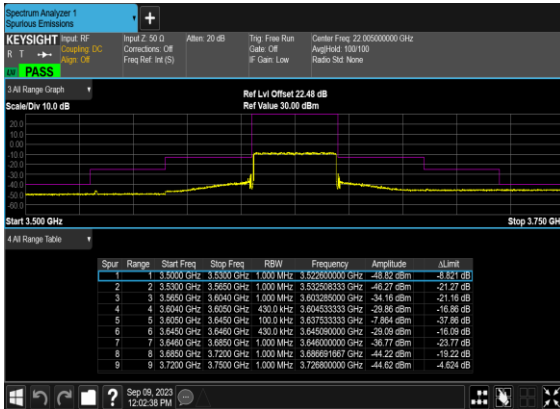 Spectrum Analyzer 1
Spurious Emissions
KEYSIGHT Input: RF Input Z: 50 Ω Atten: 20 dB Trig: Free Run Center Freq: 22.005000000 GHz
R T Coupling: DC Corrections: Off Gate: Off Avg|Hold: 100/100
Align: Off Freq Ref: Int (S) IF Gain: Low Radio Std: None
PASS
3 All Range Graph
Scale/Div 10.0 dB Ref Lvl Offset 22.48 dB
Ref Value 30.00 dBm
20.0
10.0
0.00
-10.0
-20.0
-30.0
-40.0
-50.0
-60.0
Start 3.500 GHz Stop 3.750 GH
4 All Range Table
Spur Range Start Freq Stop Freq RBW Frequency Amplitude ΔLimit
1 1 3.5000 GHz 3.5300 GHz 1.000 MHz 3.522600000 GHz -48.82 dBm -8.821 dB
2 2 3.5300 GHz 3.5650 GHz 1.000 MHz 3.532508333 GHz -46.27 dBm -21.27 dB
3 3 3.5650 GHz 3.6040 GHz 1.000 MHz 3.603285000 GHz -34.16 dBm -21.16 dB
4 4 3.6040 GHz 3.6050 GHz 430.0 kHz 3.604533333 GHz -29.86 dBm -16.86 dB
5 5 3.6050 GHz 3.6450 GHz 100.0 kHz 3.637533333 GHz -7.864 dBm -37.86 dB
6 6 3.6450 GHz 3.6460 GHz 430.0 kHz 3.645090000 GHz -29.09 dBm -16.09 dB
7 7 3.6460 GHz 3.6850 GHz 1.000 MHz 3.646000000 GHz -36.77 dBm -23.77 dB
8 8 3.6850 GHz 3.7200 GHz 1.000 MHz 3.686691667 GHz -44.22 dBm -19.22 dB
9 9 3.7200 GHz 3.7500 GHz 1.000 MHz 3.726800000 GHz -44.62 dBm -4.624 dB
Sep 09, 2023
12:02:38 PM